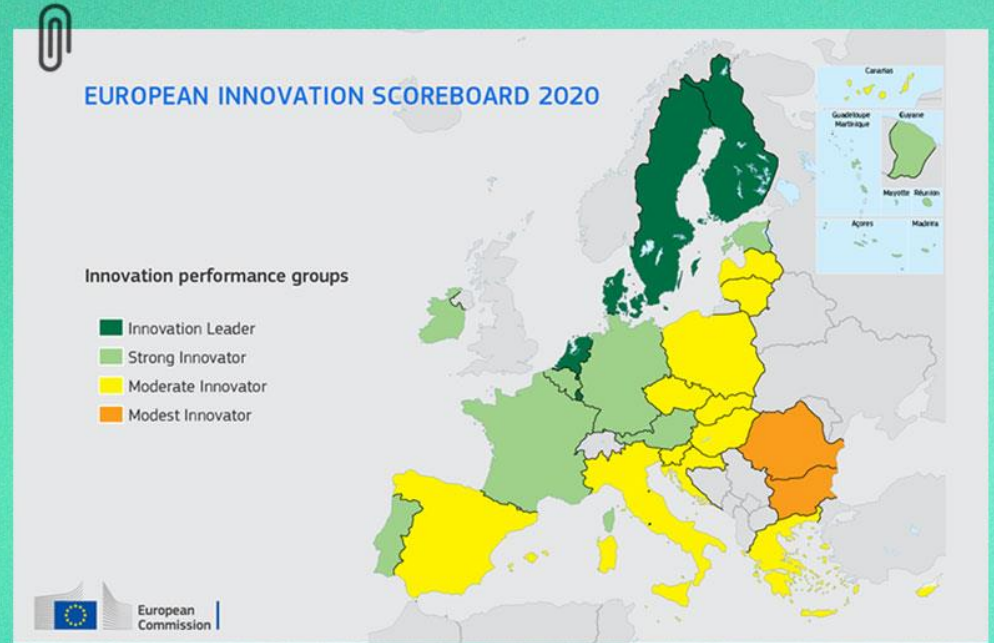 EUROPEAN INNOVATION SCOREBOARD 2020
Canarias
Guadeloupe
Martinique
Guyane
Mayotte
Réunion
Açores
Madeira
Innovation performance groups
Innovation Leader
Strong Innovator
Moderate Innovator
Modest Innovator
European
Commission